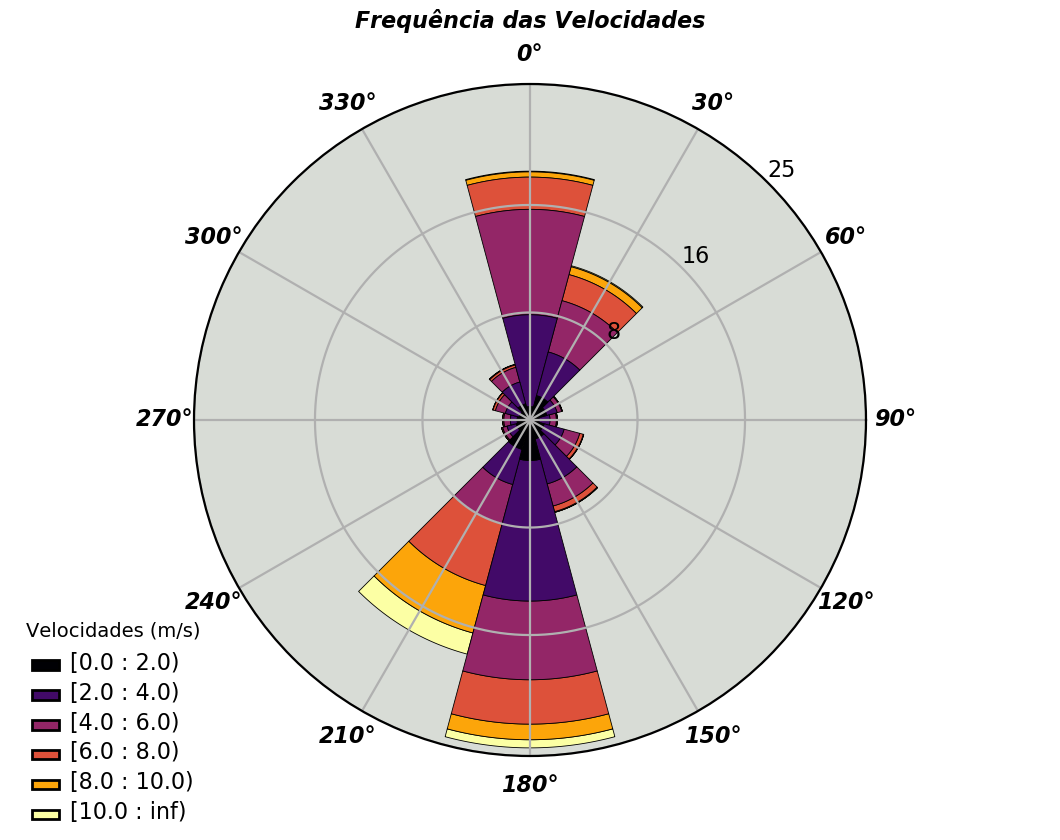 Frequência das Velocidades
0°
330°
30°
25
300°
60°
16
8
270°
90°
240°
120°
210°
150°
180°
Velocidades (m/s)
[0.0 : 2.0)
[2.0 : 4.0)
[4.0 : 6.0)
[6.0 : 8.0)
[8.0 : 10.0)
[10.0 : inf)